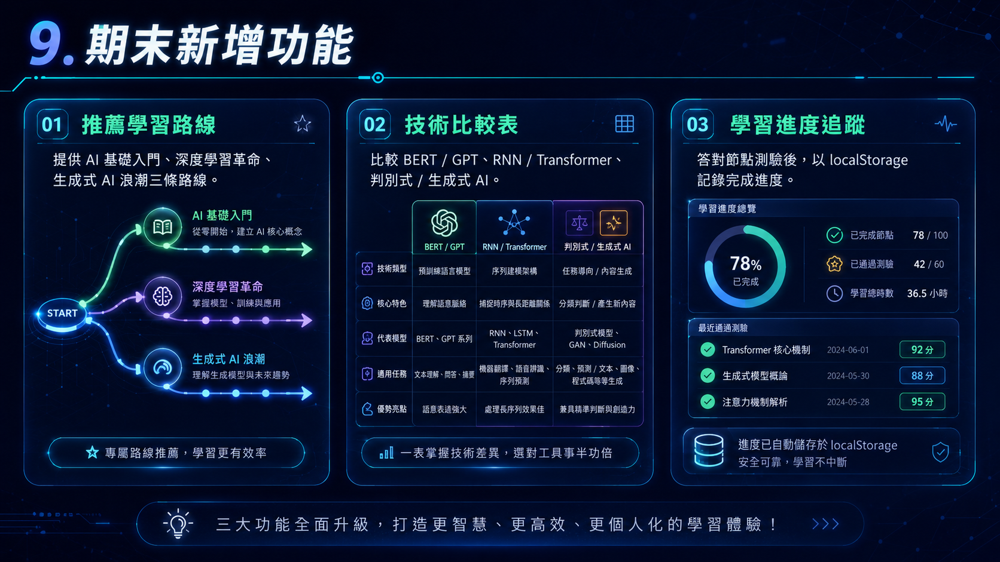 9. 期末新增功能
01 推薦學習路線
提供 AI 基礎入門、深度學習革命、
生成式 AI 浪潮三條路線。
START
AI 基礎入門
從零開始，建立 AI 核心概念
深度學習革命
掌握模型、訓練與應用
生成式 AI 浪潮
理解生成模型與未來趨勢
專屬路線推薦，學習更有效率
02 技術比較表
比較 BERT / GPT、RNN / Transformer、
判別式 / 生成式 AI。
BERT / GPT RNN / Transformer 判別式 / 生成式 AI
技術類型 預訓練語言模型 序列建模架構 任務導向 / 內容生成
核心特色 理解語意脈絡 捕捉時序與長距離關係 分類判斷 / 產生新內容
代表模型 BERT、GPT 系列 RNN、LSTM、
Transformer 判別式模型、
GAN、Diffusion
適用任務 文本理解、問答、摘要 機器翻譯、語音辨識、
序列預測 分類、預測 / 文本、圖像、
程式碼等生成
優勢亮點 語意表達強大 處理長序列效果佳 兼具精準判斷與創造力
一表掌握技術差異，選對工具事半功倍
03 學習進度追蹤
答對節點測驗後，以 localStorage
記錄完成進度。
學習進度總覽
78%
已完成
已完成節點 78 / 100
已通過測驗 42 / 60
學習總時數 36.5 小時
最近通過測驗
Transformer 核心機制 2024-06-01 92 分
生成式模型概論 2024-05-30 88 分
注意力機制解析 2024-05-28 95 分
進度已自動儲存於 localStorage
安全可靠，學習不中斷
三大功能全面升級，打造更智慧、更高效、更個人化的學習體驗！